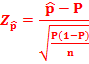 Z_p̂ = (p̂ − P) / √(P(1−P) / n)